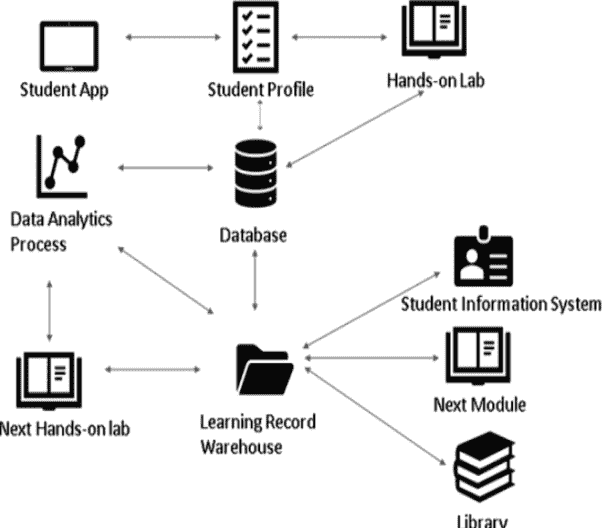 Student App
Student Profile
Hands-on Lab
Data Analytics
Process
Database
Student Information System
Next Hands-on lab
Learning Record
Warehouse
Next Module
Library